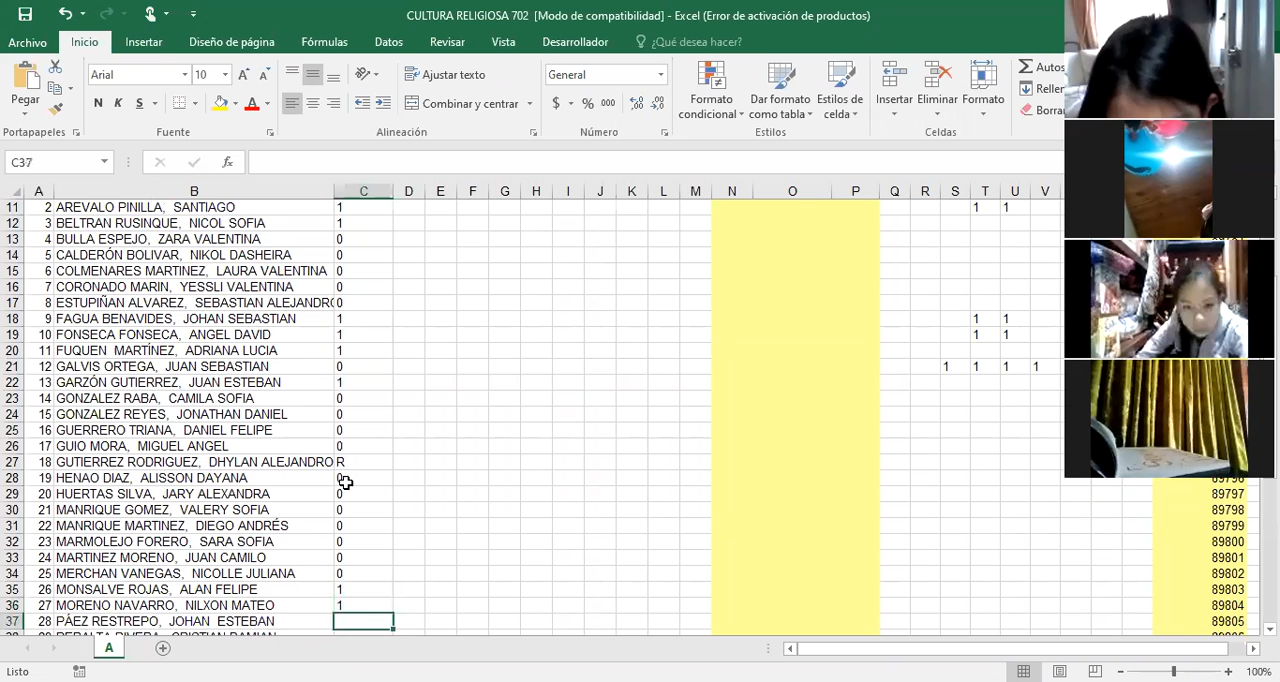 CULTURA RELIGIOSA 702 [Modo de compatibilidad] - Excel (Error de activación de productos)
Archivo Inicio Insertar Diseño de página Fórmulas Datos Revisar Vista Desarrollador ¿Qué desea hacer?
Pegar Arial 10 Ajustar texto General Formato condicional Dar formato como tabla Estilos de celda Insertar Eliminar Formato Autos
N K S Combinar y centrar $ % 000 Rellen
Borra
Portapapeles Fuente Alineación Número Estilos Celdas
C37 fx
A B C D E F G H I J K L M N O P Q R S T U V
11 2 AREVALO PINILLA, SANTIAGO 1 1 1
12 3 BELTRAN RUSINQUE, NICOL SOFIA 1
13 4 BULLA ESPEJO, ZARA VALENTINA 0
14 5 CALDERÓN BOLIVAR, NIKOL DASHEIRA 0
15 6 COLMENARES MARTINEZ, LAURA VALENTINA 0
16 7 CORONADO MARIN, YESSLI VALENTINA 0
17 8 ESTUPIÑAN ALVAREZ, SEBASTIAN ALEJANDRO 0
18 9 FAGUA BENAVIDES, JOHAN SEBASTIAN 1 1 1
19 10 FONSECA FONSECA, ANGEL DAVID 1 1 1
20 11 FUQUEN MARTÍNEZ, ADRIANA LUCIA 1
21 12 GALVIS ORTEGA, JUAN SEBASTIAN 0 1 1 1 1
22 13 GARZÓN GUTIERREZ, JUAN ESTEBAN 1
23 14 GONZALEZ RABA, CAMILA SOFIA 0
24 15 GONZALEZ REYES, JONATHAN DANIEL 0
25 16 GUERRERO TRIANA, DANIEL FELIPE 0
26 17 GUIO MORA, MIGUEL ANGEL 0
27 18 GUTIERREZ RODRIGUEZ, DHYLAN ALEJANDRO R
28 19 HENAO DIAZ, ALISSON DAYANA 0 89796
29 20 HUERTAS SILVA, JARY ALEXANDRA 0 89797
30 21 MANRIQUE GOMEZ, VALERY SOFIA 0 89798
31 22 MANRIQUE MARTINEZ, DIEGO ANDRÉS 0 89799
32 23 MARMOLEJO FORERO, SARA SOFIA 0 89800
33 24 MARTINEZ MORENO, JUAN CAMILO 0 89801
34 25 MERCHAN VANEGAS, NICOLLE JULIANA 0 89802
35 26 MONSALVE ROJAS, ALAN FELIPE 1 89803
36 27 MORENO NAVARRO, NILXON MATEO 1 89804
37 28 PÁEZ RESTREPO, JOHAN ESTEBAN 89805
A
Listo 100%